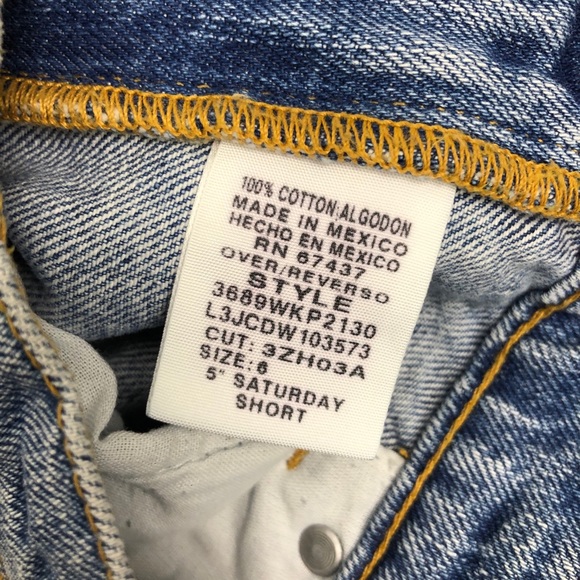 100% COTTON/ALGODON
MADE IN MEXICO
HECHO EN MEXICO
RN 67437
OVER/REVERSO
STYLE
3689WKP2130
L3JCDW103573
CUT: 3ZH03A
SIZE: 6
5" SATURDAY
SHORT